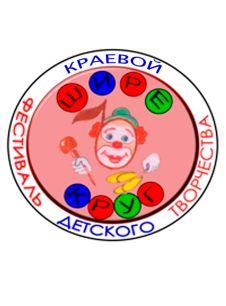 КРАЕВОЙ
ФЕСТИВАЛЬ
ДЕТСКОГО
ТВОРЧЕСТВА
ШИРЕ
КРУГ